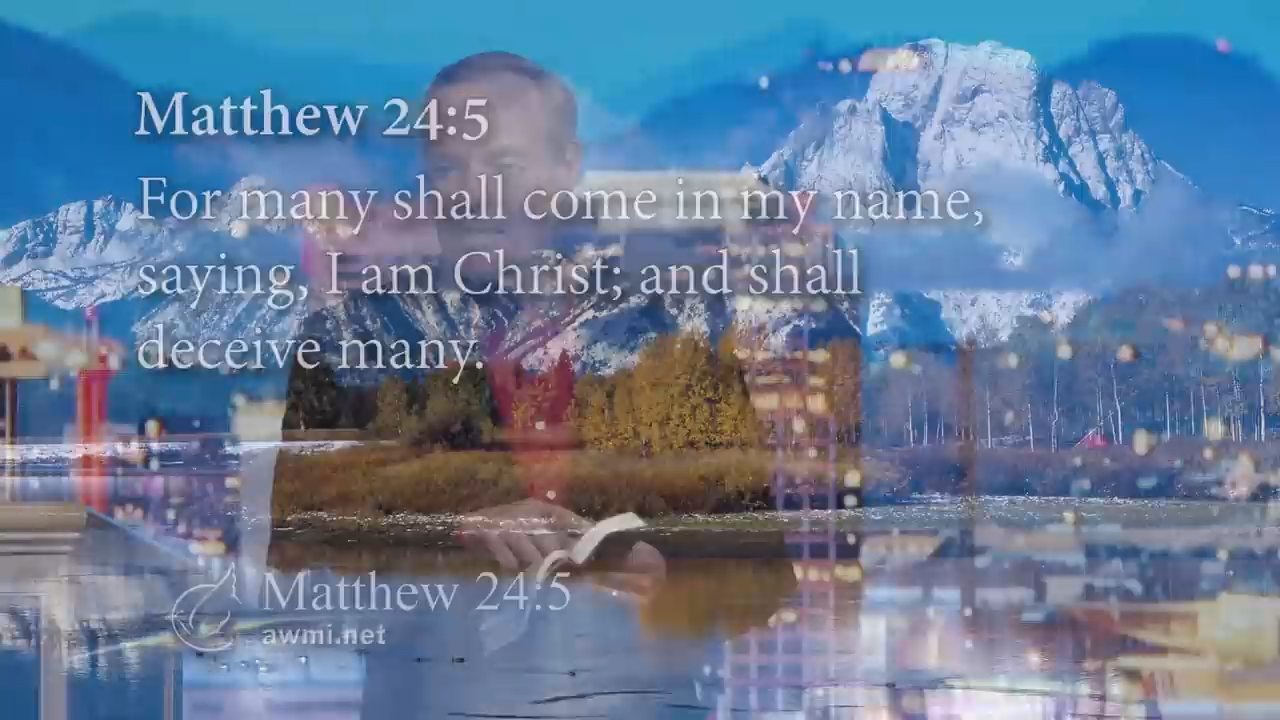 Matthew 24:5
For many shall come in my name,
saying, I am Christ; and shall
deceive many.
Matthew 24:5
awmi.net